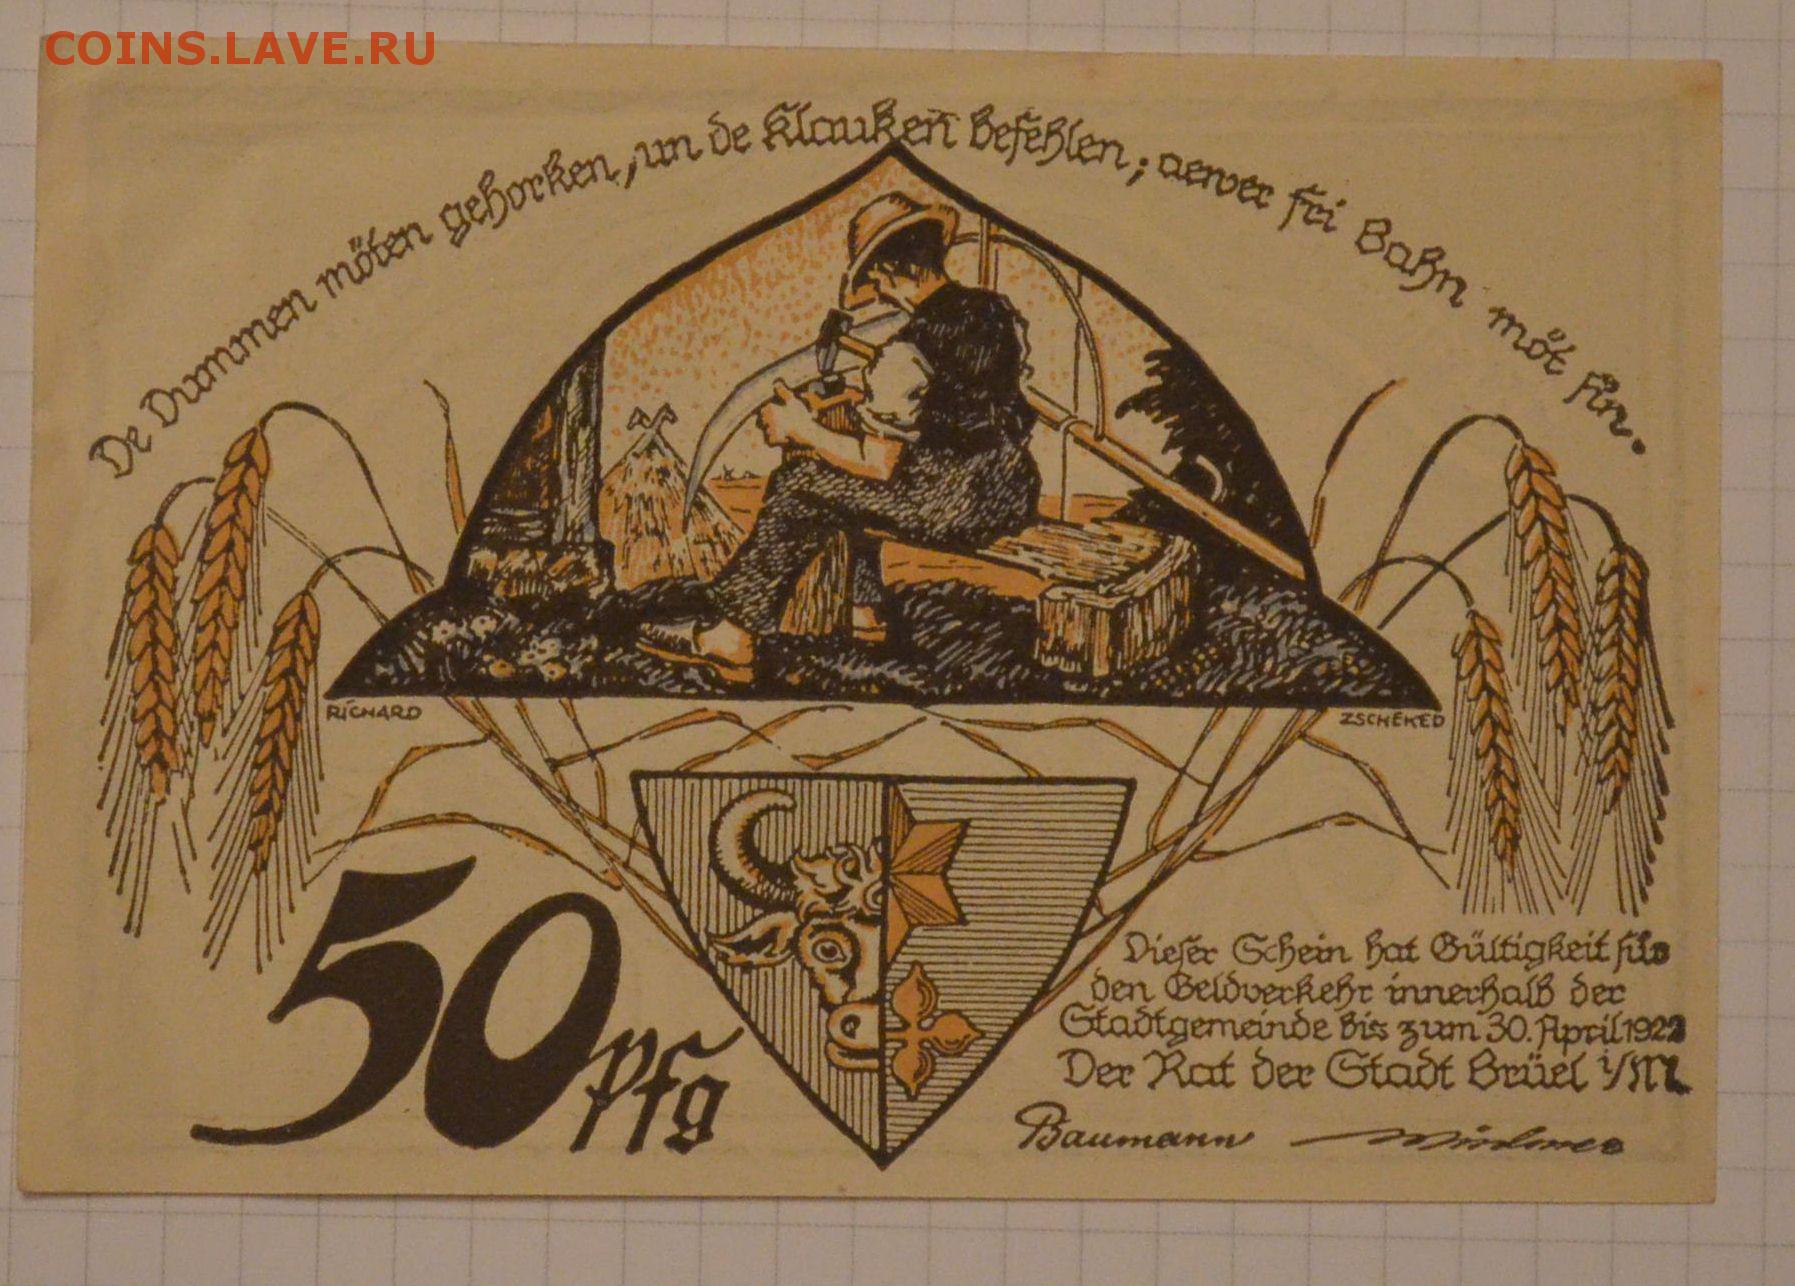 COINS.LAVE.RU
De Dummen möten gehorken, un de Klauken befehlen; aewer fri Bahn möt sin.
RICHARD
ZSCHEKED
50 Pfg
Dieser Schein hat Gültigkeit für
den Geldverkehr innerhalb der
Stadtgemeinde bis zum 30. April 1922
Der Rat der Stadt Brüel i/M
Baumann